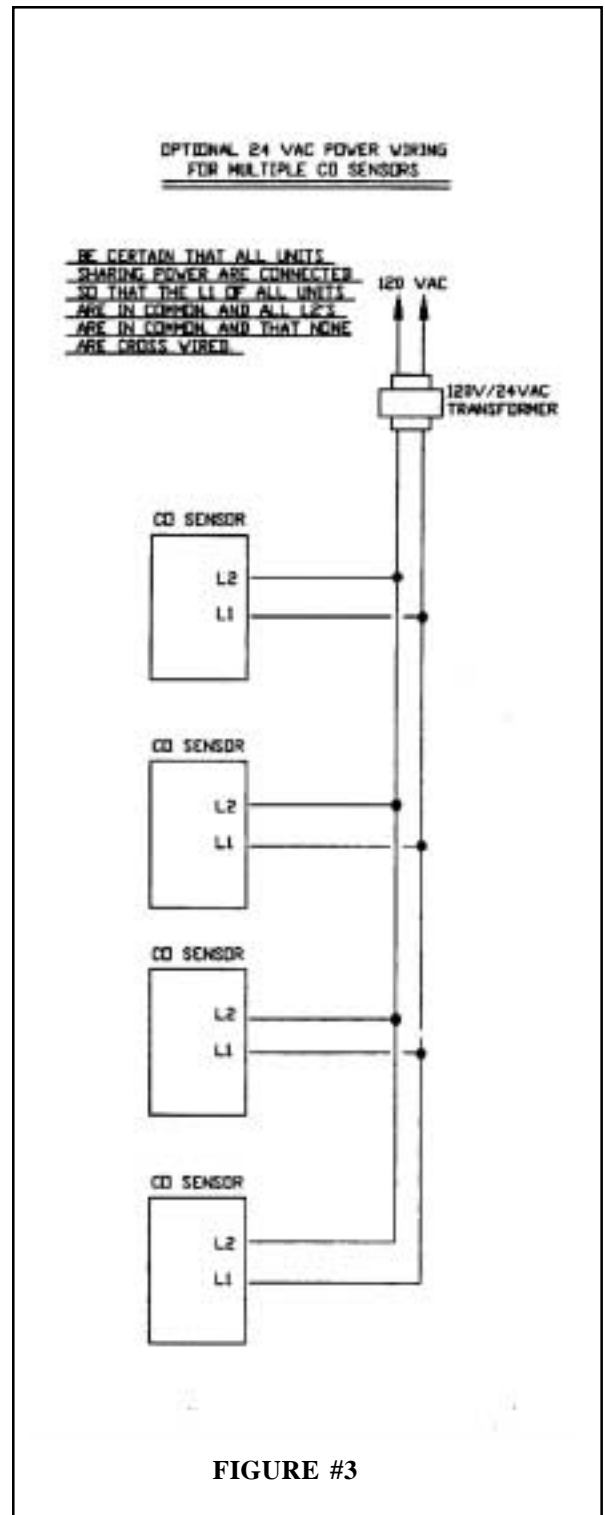 OPTIONAL 24 VAC POWER WIRING
FOR MULTIPLE CO SENSORS
BE CERTAIN THAT ALL UNITS
SHARING POWER ARE CONNECTED
SO THAT THE L1 OF ALL UNITS
ARE IN COMMON AND ALL L2'S
ARE IN COMMON, AND THAT NONE
ARE CROSS WIRED.
120 VAC
120V/24VAC
TRANSFORMER
CO SENSOR
L2
L1
CO SENSOR
L2
L1
CO SENSOR
L2
L1
CO SENSOR
L2
L1
FIGURE #3